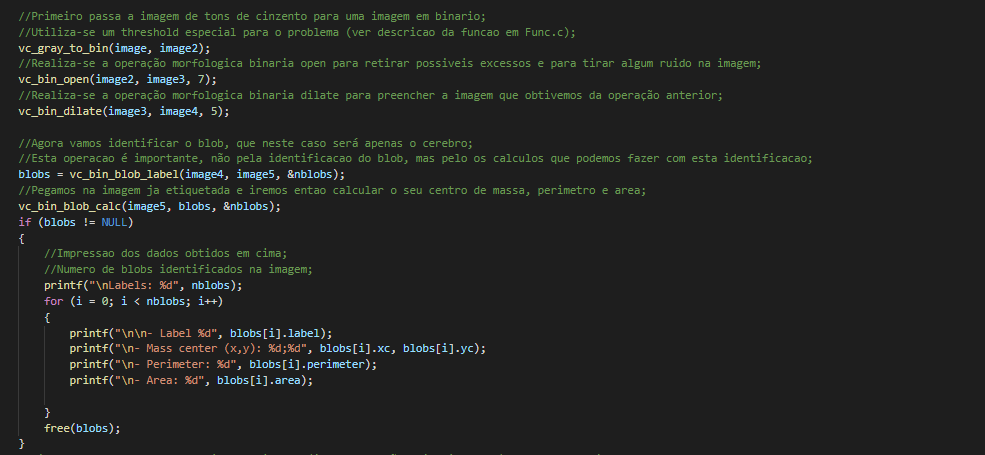 //Primeiro passa a imagem de tons de cinzento para uma imagem em binario;
//Utiliza-se um threshold especial para o problema (ver descricao da funcao em Func.c);
vc_gray_to_bin(image, image2);
//Realiza-se a operação morfologica binaria open para retirar possiveis excessos e para tirar algum ruido na imagem;
vc_bin_open(image2, image3, 7);
//Realiza-se a operação morfologica binaria dilate para preencher a imagem que obtivemos da operação anterior;
vc_bin_dilate(image3, image4, 5);
//Agora vamos identificar o blob, que neste caso será apenas o cerebro;
//Esta operacao é importante, não pela identificacao do blob, mas pelo os calculos que podemos fazer com esta identificacao;
blobs = vc_bin_blob_label(image4, image5, &nblobs);
//Pegamos na imagem ja etiquetada e iremos entao calcular o seu centro de massa, perimetro e area;
vc_bin_blob_calc(image5, blobs, &nblobs);
if (blobs != NULL)
{
    //Impressao dos dados obtidos em cima;
    //Numero de blobs identificados na imagem;
    printf("\nLabels: %d", nblobs);
    for (i = 0; i < nblobs; i++)
    {
        printf("\n\n- Label %d", blobs[i].label);
        printf("\n- Mass center (x,y): %d;%d", blobs[i].xc, blobs[i].yc);
        printf("\n- Perimeter: %d", blobs[i].perimeter);
        printf("\n- Area: %d", blobs[i].area);
    }
    free(blobs);
}